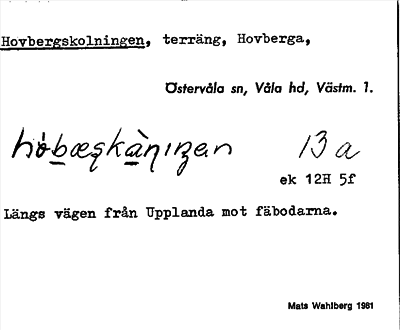 Hovbergskolningen, terräng, Hovberga,
Östervåla sn, Våla hd, Västm. l.
13 a
ek 12H 5f
Längs vägen från Upplanda mot fäbodarna.
Mats Wahlberg 1981